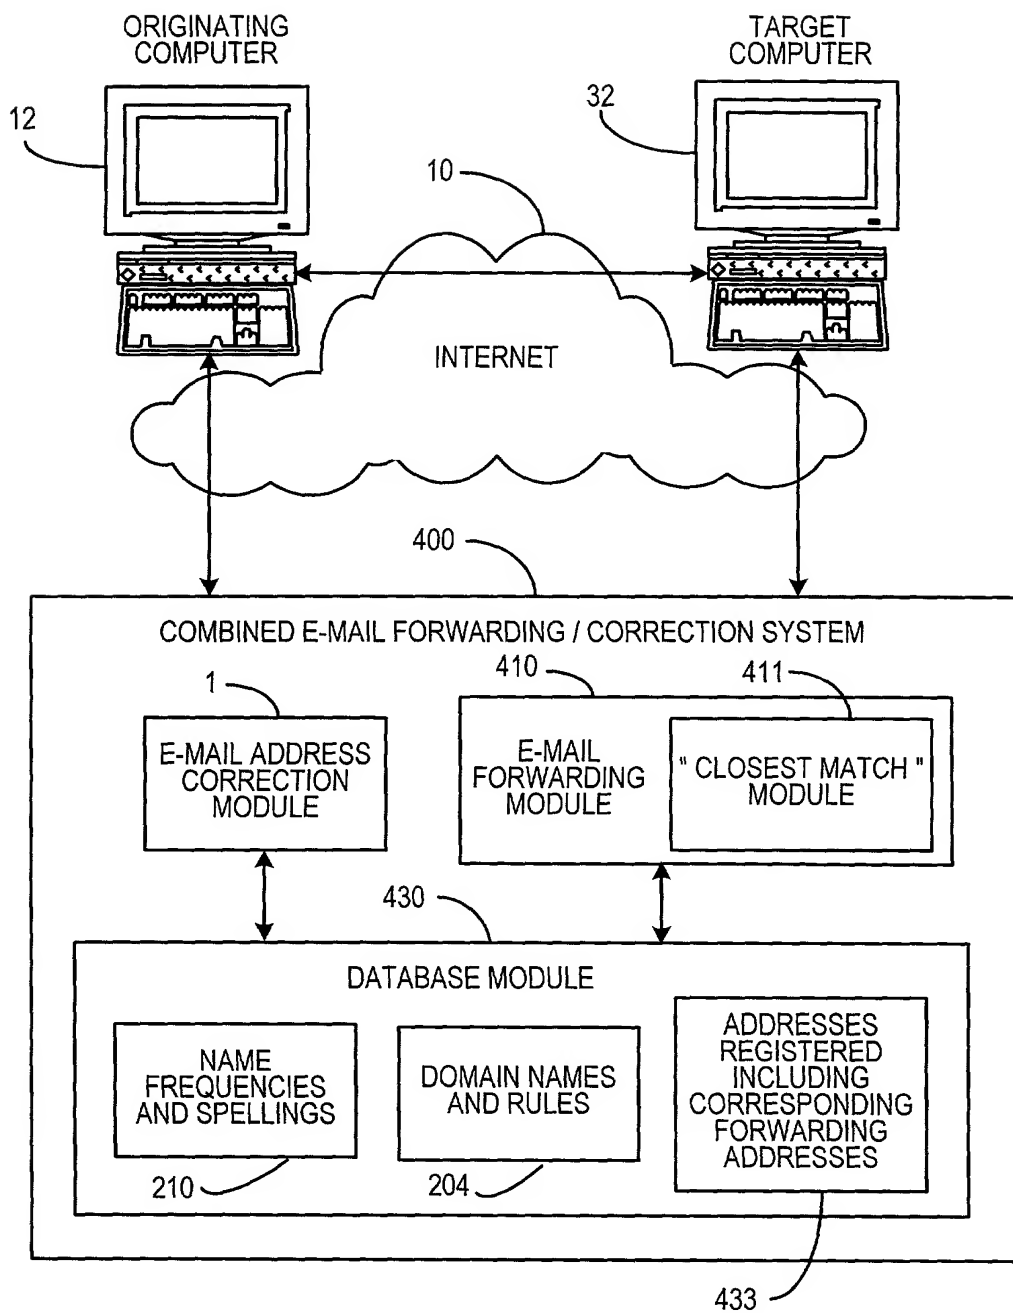 ORIGINATING
COMPUTER
TARGET
COMPUTER
12
32
10
INTERNET
400
COMBINED E-MAIL FORWARDING / CORRECTION SYSTEM
1
410
411
E-MAIL ADDRESS
CORRECTION
MODULE
E-MAIL
FORWARDING
MODULE
" CLOSEST MATCH "
MODULE
430
DATABASE MODULE
NAME
FREQUENCIES
AND SPELLINGS
DOMAIN NAMES
AND RULES
ADDRESSES
REGISTERED
INCLUDING
CORRESPONDING
FORWARDING
ADDRESSES
210
204
433